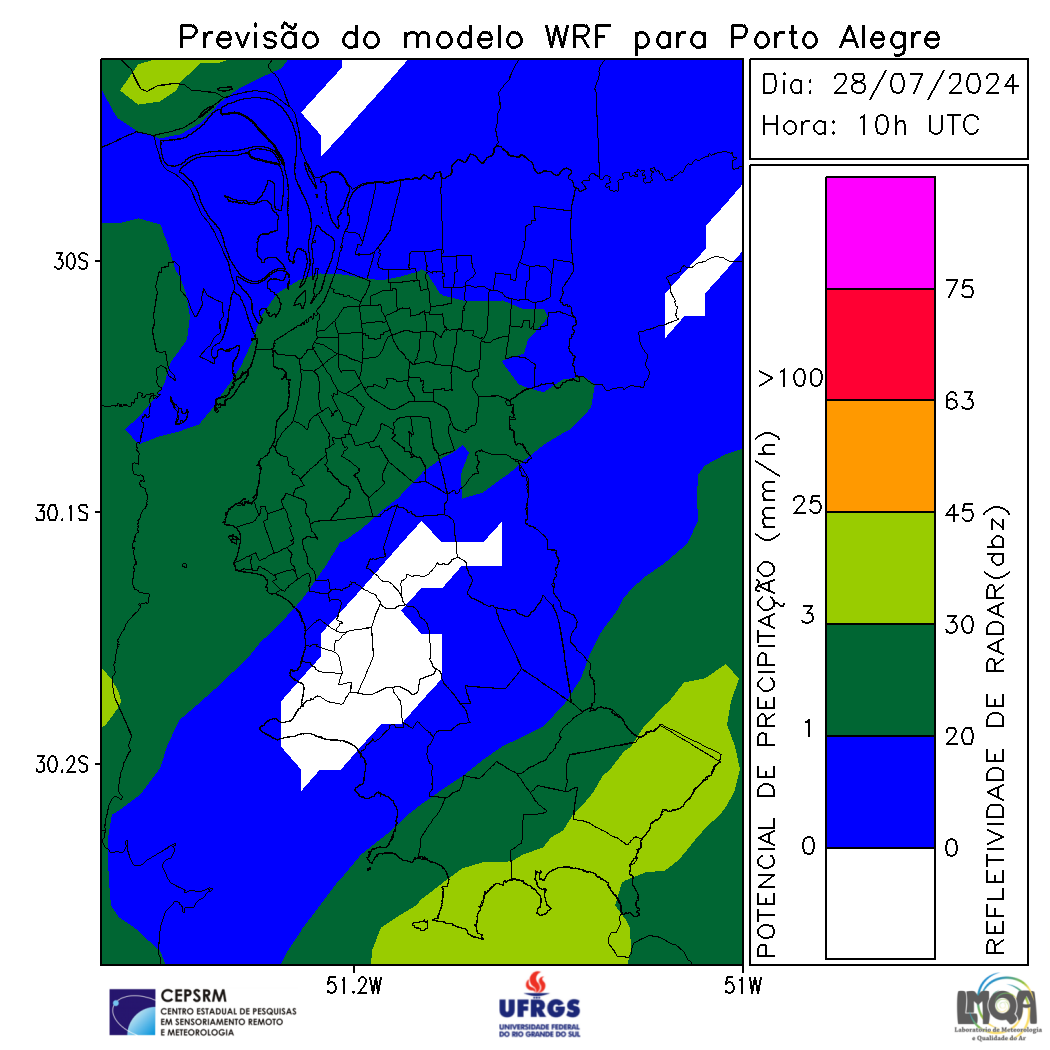 Previsão do modelo WRF para Porto Alegre
Dia: 28/07/2024
Hora: 10h UTC
30S
30.1S
30.2S
51.2W
51W
POTENCIAL DE PRECIPITAÇÃO (mm/h)
>100
25
3
1
0
75
63
45
30
20
0
REFLETIVIDADE DE RADAR(dbz)
CEPSRM
CENTRO ESTADUAL DE PESQUISAS
EM SENSORIAMENTO REMOTO
E METEOROLOGIA
UFRGS
UNIVERSIDADE FEDERAL
DO RIO GRANDE DO SUL
LMQA
Laboratório de Meteorologia
e Qualidade do Ar